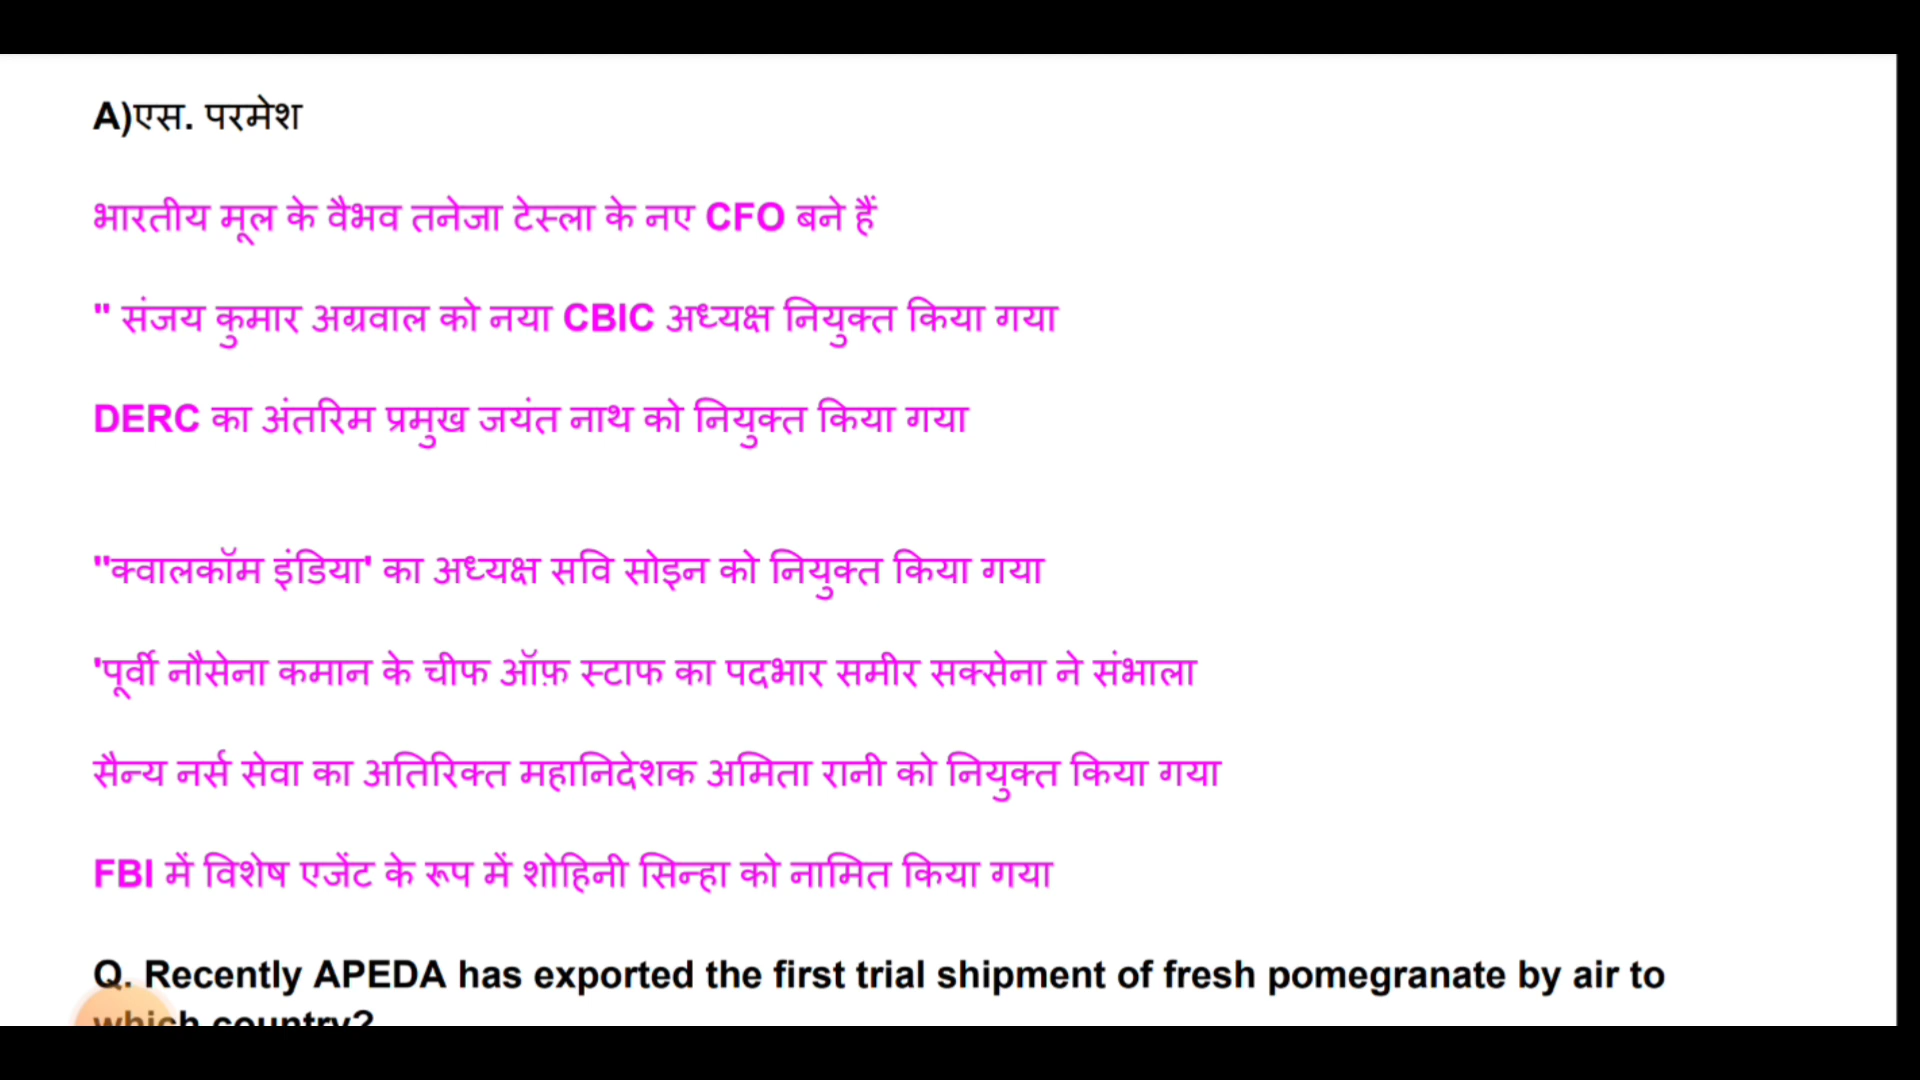 A)एस. परमेश
भारतीय मूल के वैभव तनेजा टेस्ला के नए CFO बने हैं
" संजय कुमार अग्रवाल को नया CBIC अध्यक्ष नियुक्त किया गया
DERC का अंतरिम प्रमुख जयंत नाथ को नियुक्त किया गया
"क्वालकॉम इंडिया' का अध्यक्ष सवि सोइन को नियुक्त किया गया
'पूर्वी नौसेना कमान के चीफ ऑफ़ स्टाफ का पदभार समीर सक्सेना ने संभाला
सैन्य नर्स सेवा का अतिरिक्त महानिदेशक अमिता रानी को नियुक्त किया गया
FBI में विशेष एजेंट के रूप में शोहिनी सिन्हा को नामित किया गया
Q. Recently APEDA has exported the first trial shipment of fresh pomegranate by air to
which country?